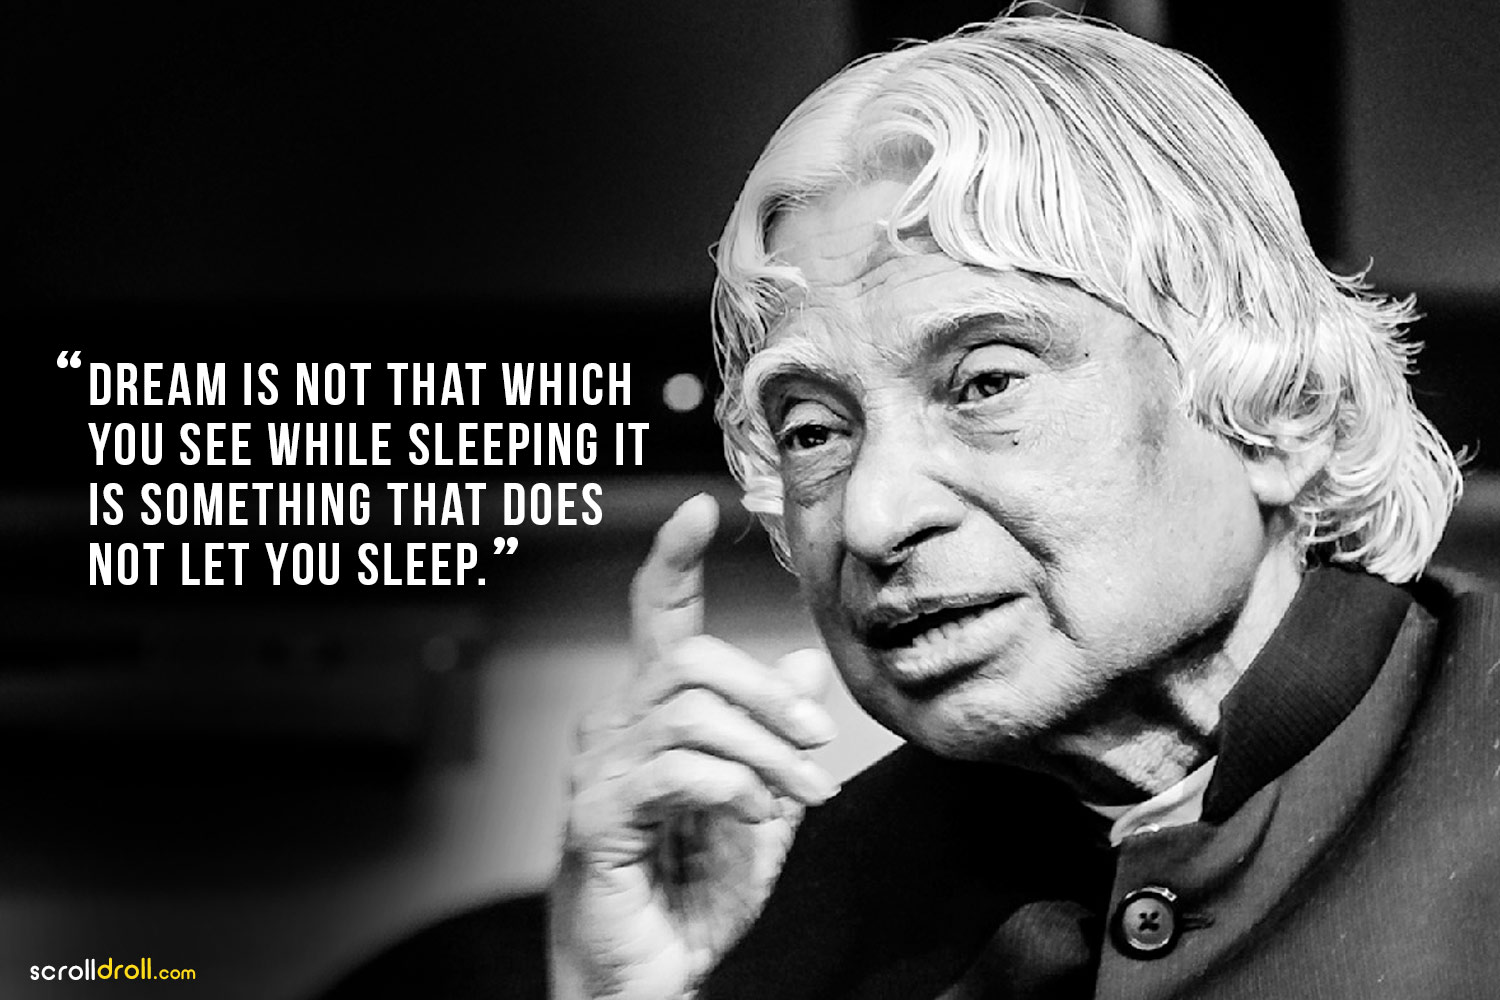 “DREAM IS NOT THAT WHICH
YOU SEE WHILE SLEEPING IT
IS SOMETHING THAT DOES
NOT LET YOU SLEEP.”
scrolldroll.com